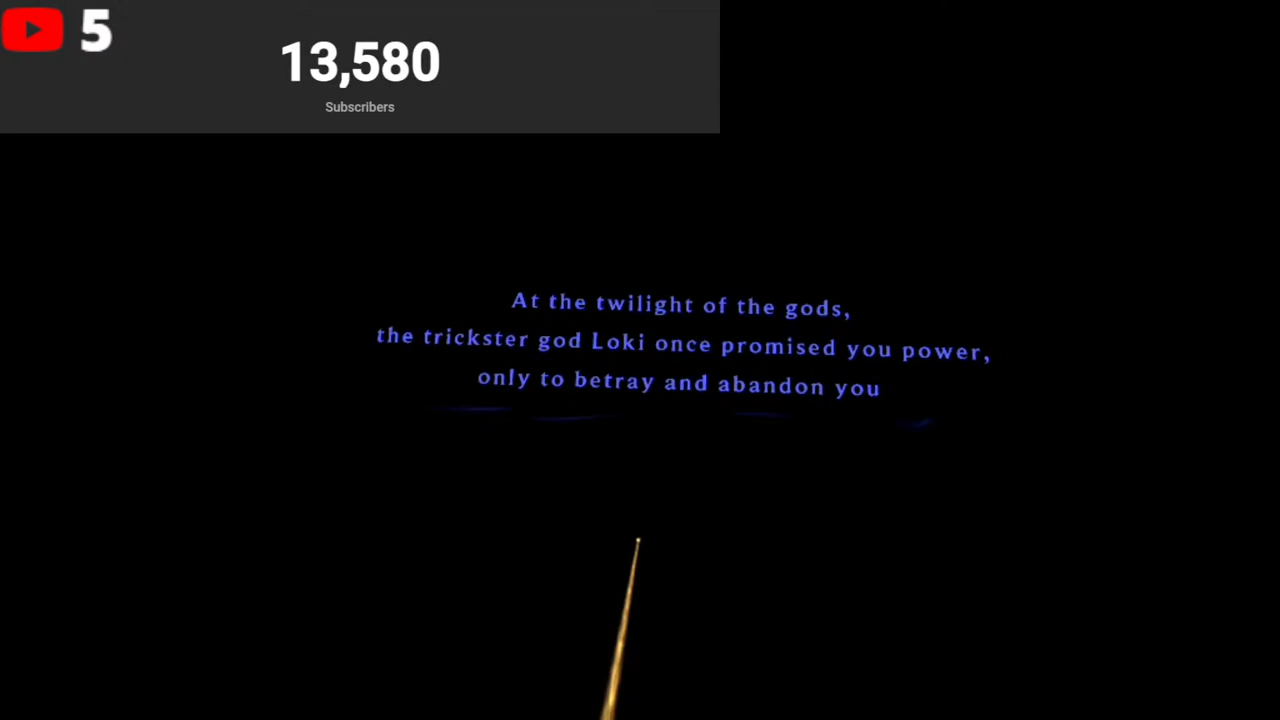 5
13,580
Subscribers
At the twilight of the gods,
the trickster god Loki once promised you power,
only to betray and abandon you